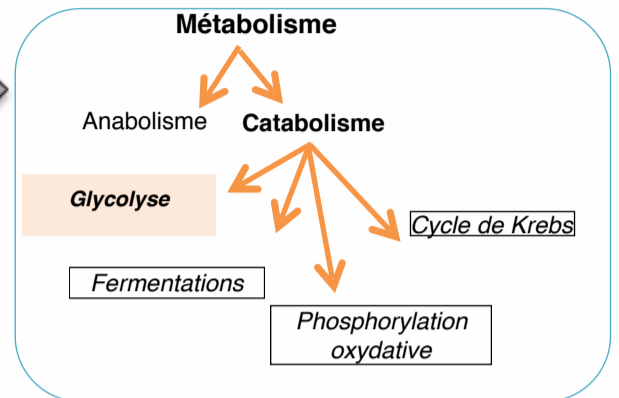 Métabolisme
Anabolisme
Catabolisme
Glycolyse
Cycle de Krebs
Fermentations
Phosphorylation
oxydative